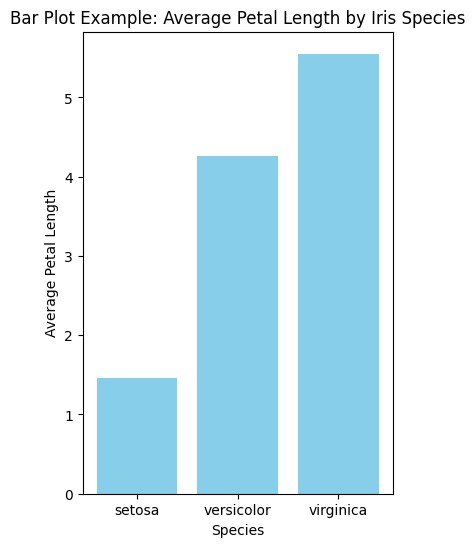 Bar Plot Example: Average Petal Length by Iris Species
Average Petal Length
5
4
3
2
1
0
setosa versicolor virginica
Species